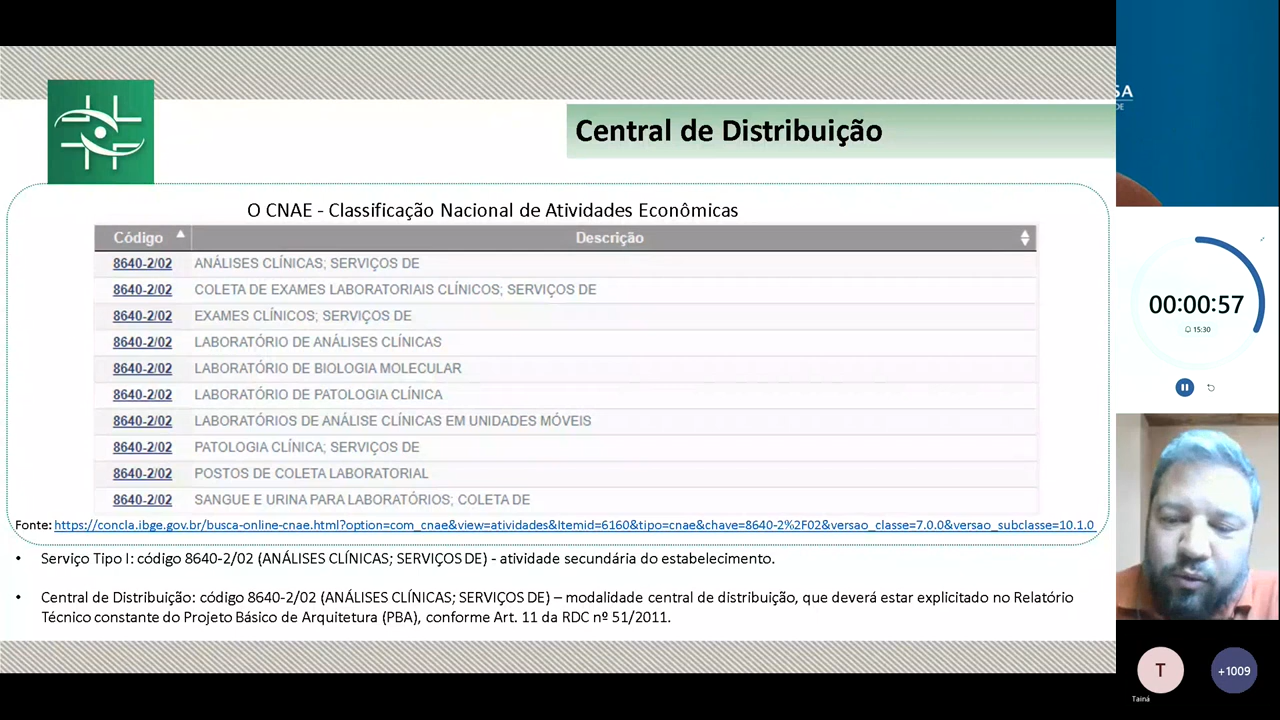 Central de Distribuição
O CNAE - Classificação Nacional de Atividades Econômicas
Código Descrição
8640-2/02 ANÁLISES CLÍNICAS; SERVIÇOS DE
8640-2/02 COLETA DE EXAMES LABORATORIAIS CLÍNICOS; SERVIÇOS DE
8640-2/02 EXAMES CLÍNICOS; SERVIÇOS DE
8640-2/02 LABORATÓRIO DE ANÁLISES CLÍNICAS
8640-2/02 LABORATÓRIO DE BIOLOGIA MOLECULAR
8640-2/02 LABORATÓRIO DE PATOLOGIA CLÍNICA
8640-2/02 LABORATÓRIOS DE ANÁLISE CLÍNICAS EM UNIDADES MÓVEIS
8640-2/02 PATOLOGIA CLÍNICA; SERVIÇOS DE
8640-2/02 POSTOS DE COLETA LABORATORIAL
8640-2/02 SANGUE E URINA PARA LABORATÓRIOS; COLETA DE
Fonte: https://concla.ibge.gov.br/busca-online-cnae.html?option=com_cnae&view=atividades&Itemid=6160&tipo=cnae&chave=8640-2%2F02&versao_classe=7.0.0&versao_subclasse=10.1.0
• Serviço Tipo I: código 8640-2/02 (ANÁLISES CLÍNICAS; SERVIÇOS DE) - atividade secundária do estabelecimento.
• Central de Distribuição: código 8640-2/02 (ANÁLISES CLÍNICAS; SERVIÇOS DE) – modalidade central de distribuição, que deverá estar explicitado no Relatório
Técnico constante do Projeto Básico de Arquitetura (PBA), conforme Art. 11 da RDC nº 51/2011.
SA
DE
00:00:57
15:30
T
+1009
Tainá